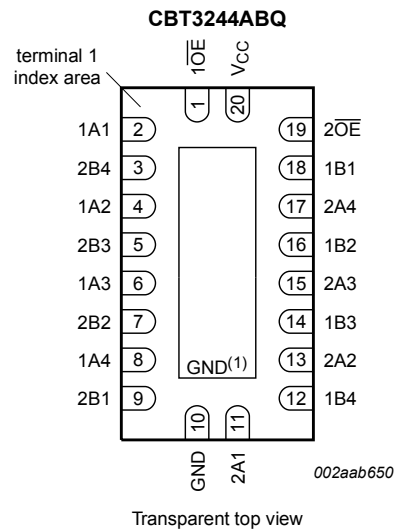 CBT3244ABQ
terminal 1
index area
1OE
VCC
1
20
1A1 2 19 2OE
2B4 3 18 1B1
1A2 4 17 2A4
2B3 5 16 1B2
1A3 6 15 2A3
2B2 7 14 1B3
1A4 8 13 2A2
GND(1)
2B1 9 12 1B4
10
11
GND
2A1
002aab650
Transparent top view